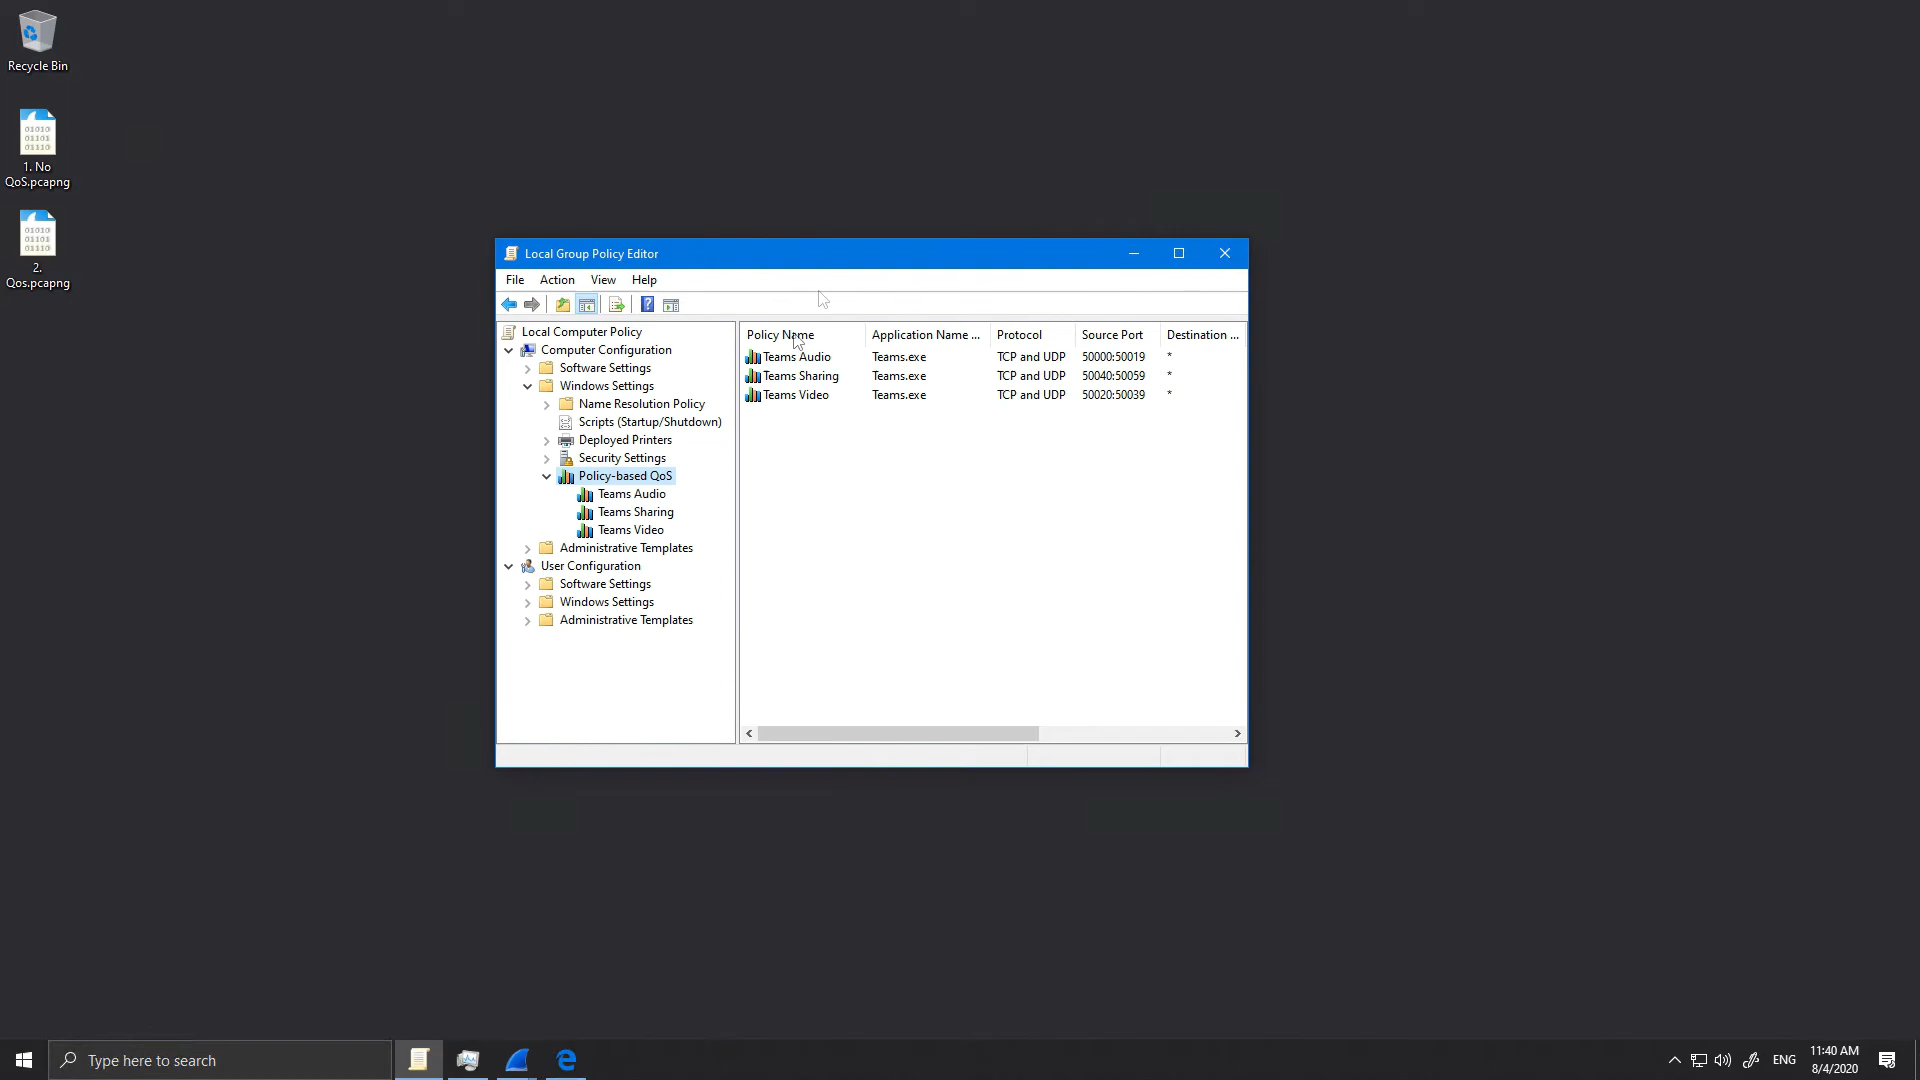 Recycle Bin
1. No
QoS.pcapng
2.
Qos.pcapng
Local Group Policy Editor
File Action View Help
Local Computer Policy
Computer Configuration
Software Settings
Windows Settings
Name Resolution Policy
Scripts (Startup/Shutdown)
Deployed Printers
Security Settings
Policy-based QoS
Teams Audio
Teams Sharing
Teams Video
Administrative Templates
User Configuration
Software Settings
Windows Settings
Administrative Templates
Policy Name Application Name ... Protocol Source Port Destination ...
Teams Audio Teams.exe TCP and UDP 50000:50019 *
Teams Sharing Teams.exe TCP and UDP 50040:50059 *
Teams Video Teams.exe TCP and UDP 50020:50039 *
Type here to search
ENG
11:40 AM
8/4/2020